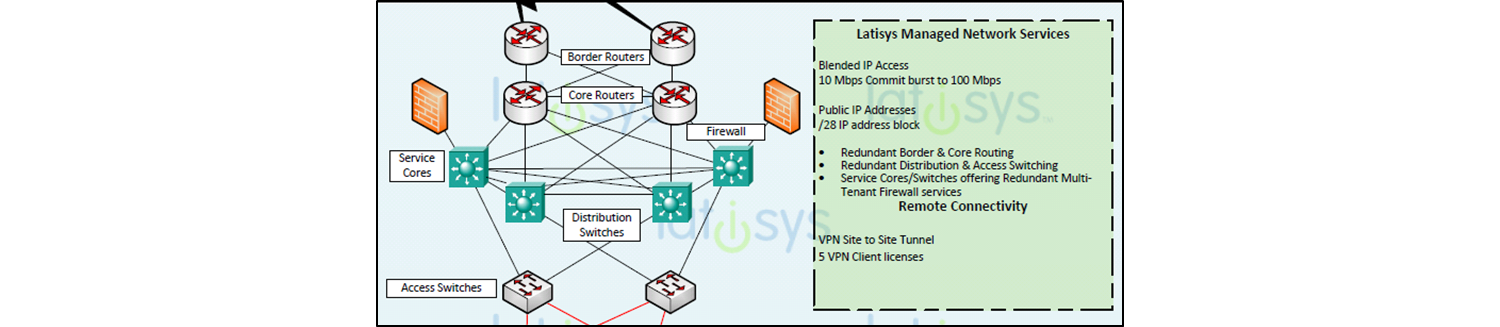 Border Routers
Core Routers
Firewall
Service
Cores
Distribution
Switches
Access Switches
latisys
latisys
latisys
Latisys Managed Network Services
Blended IP Access
10 Mbps Commit burst to 100 Mbps
Public IP Addresses
/28 IP address block
• Redundant Border & Core Routing
• Redundant Distribution & Access Switching
• Service Cores/Switches offering Redundant Multi-
Tenant Firewall services
Remote Connectivity
VPN Site to Site Tunnel
5 VPN Client licenses